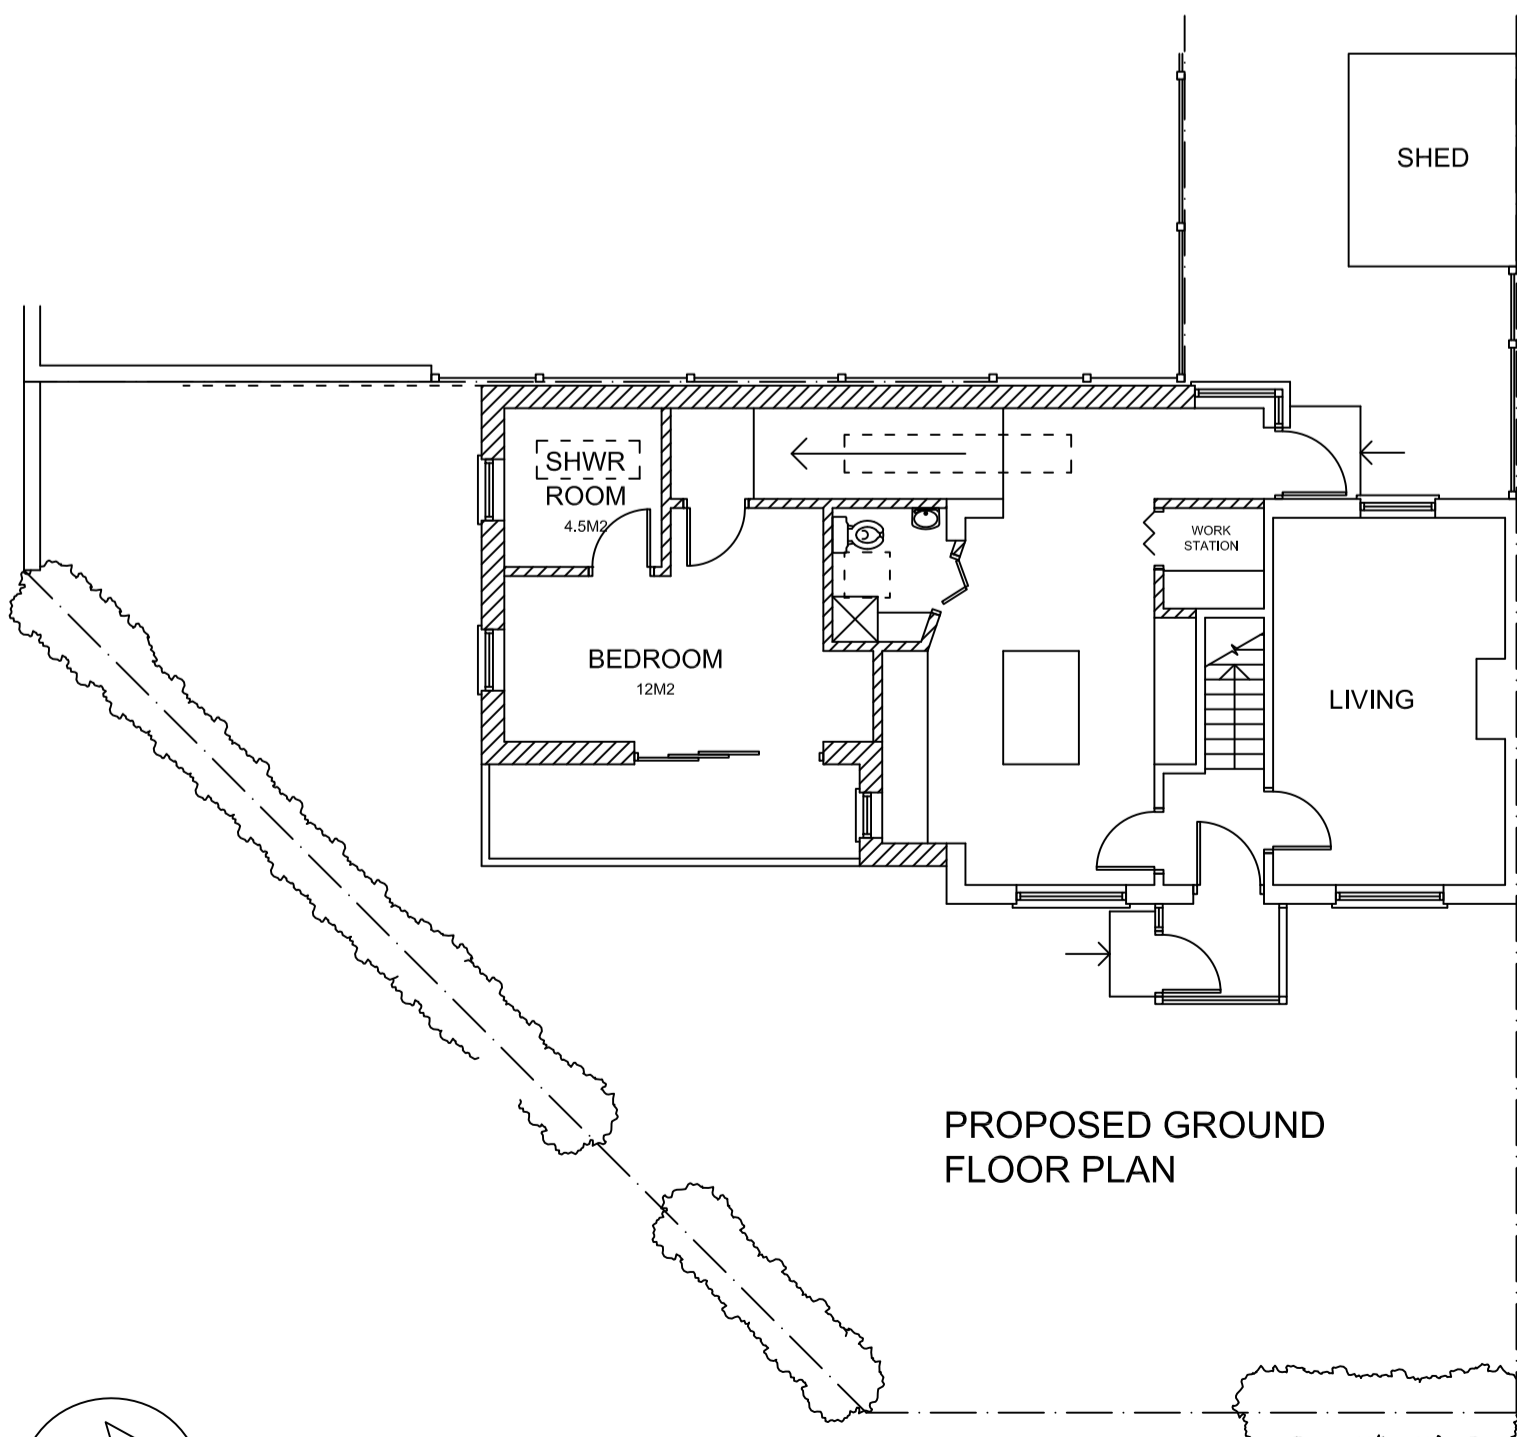 SHED
SHWR
ROOM
4.5M2
WORK
STATION
BEDROOM
12M2
LIVING
PROPOSED GROUND
FLOOR PLAN